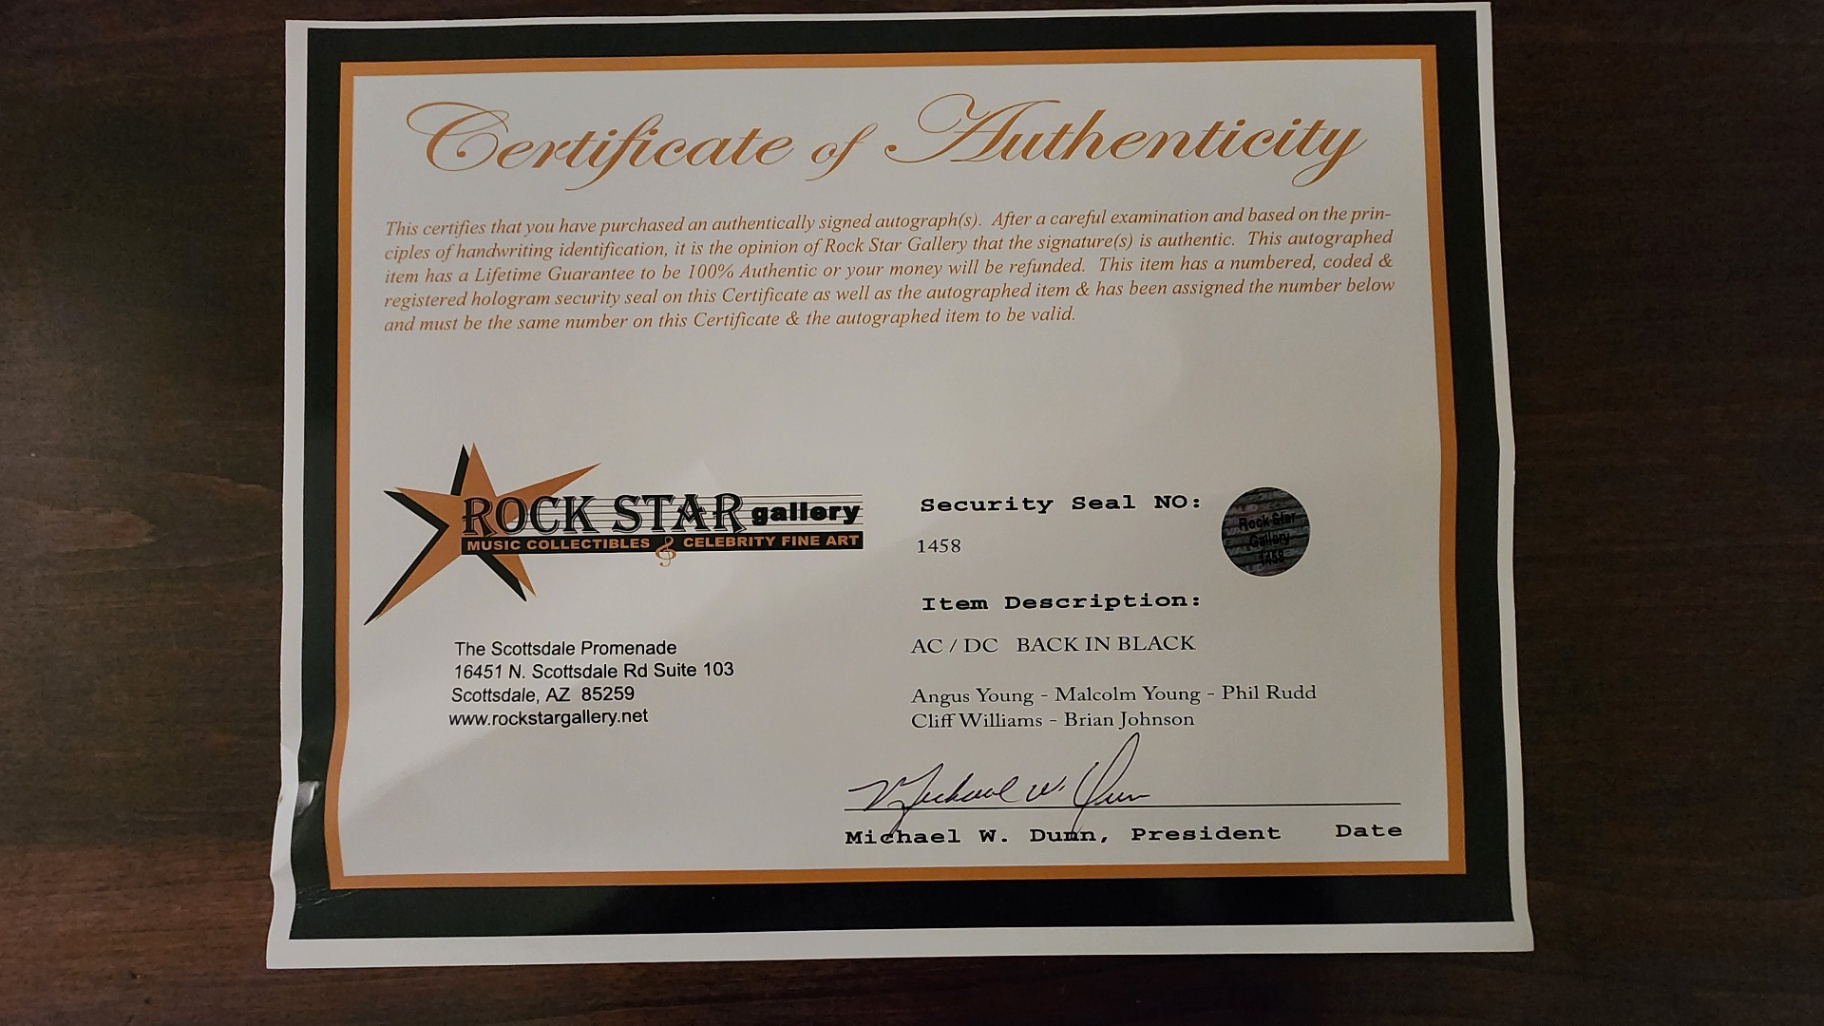 Certificate of Authenticity
This certifies that you have purchased an authentically signed autograph(s). After a careful examination and based on the prin-
ciples of handwriting identification, it is the opinion of Rock Star Gallery that the signature(s) is authentic. This autographed
item has a Lifetime Guarantee to be 100% Authentic or your money will be refunded. This item has a numbered, coded &
registered hologram security seal on this Certificate as well as the autographed item & has been assigned the number below
and must be the same number on this Certificate & the autographed item to be valid.
ROCK STAR gallery
MUSIC COLLECTIBLES CELEBRITY FINE ART
The Scottsdale Promenade
16451 N. Scottsdale Rd Suite 103
Scottsdale, AZ 85259
www.rockstargallery.net
Security Seal NO:
1458
Rock Star
Gallery
1458
Item Description:
AC / DC BACK IN BLACK
Angus Young - Malcolm Young - Phil Rudd
Cliff Williams - Brian Johnson
Michael W. Dunn
Michael W. Dunn, President Date